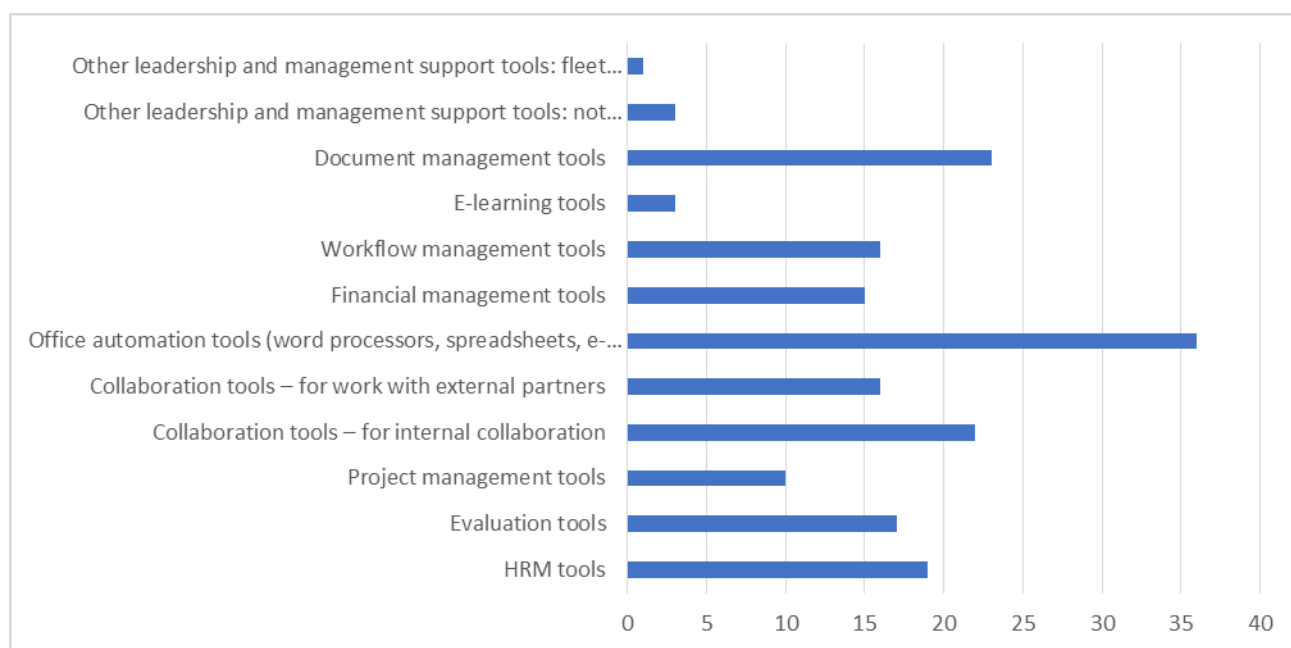 Other leadership and management support tools: fleet...
Other leadership and management support tools: not...
Document management tools
E-learning tools
Workflow management tools
Financial management tools
Office automation tools (word processors, spreadsheets, e-...
Collaboration tools – for work with external partners
Collaboration tools – for internal collaboration
Project management tools
Evaluation tools
HRM tools
0 5 10 15 20 25 30 35 40